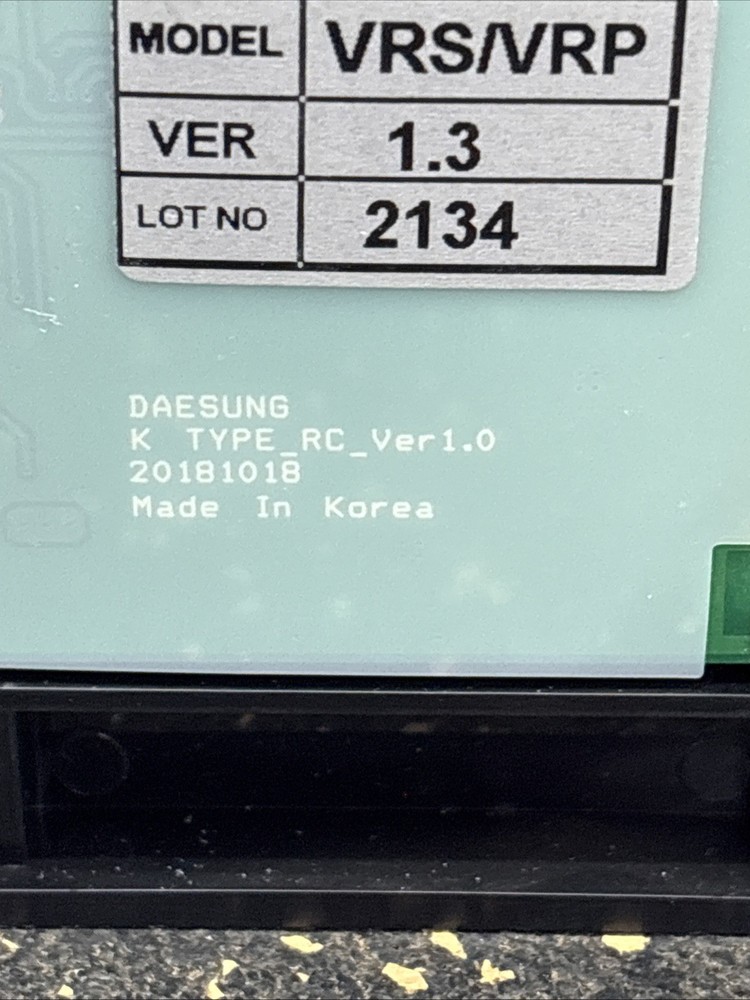 MODEL VRS/VRP
VER 1.3
LOT NO 2134
DAESUNG
K TYPE_RC_Ver1.0
20181018
Made In Korea